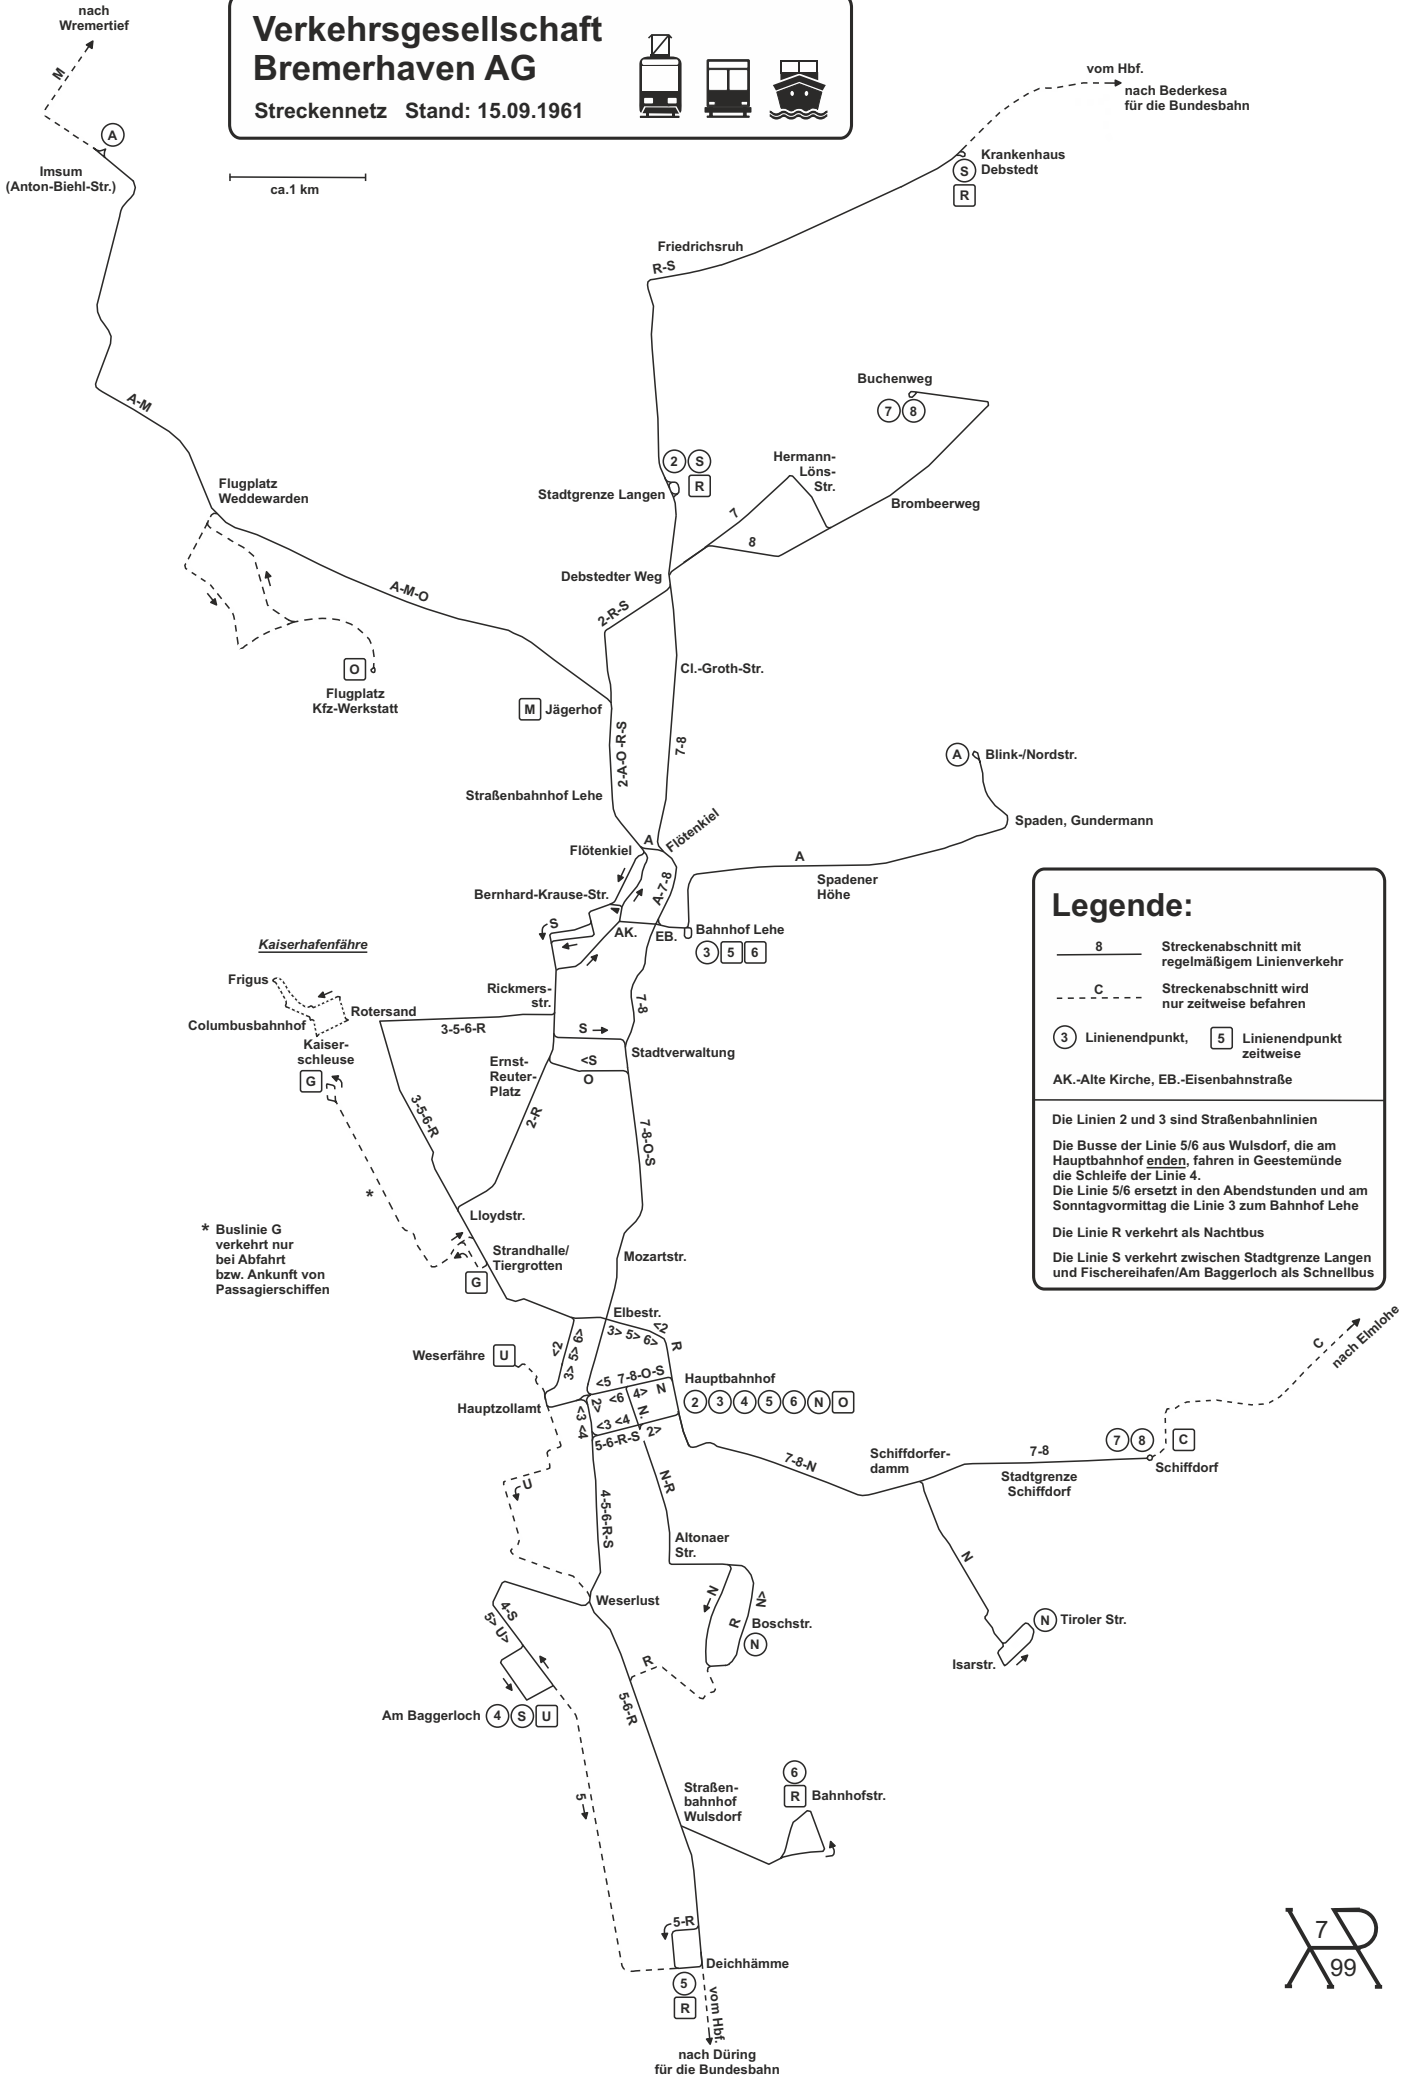 nach
Wremertief
M
A
Imsum
(Anton-Biehl-Str.)
Verkehrsgesellschaft
Bremerhaven AG
Streckennetz Stand: 15.09.1961
ca.1 km
vom Hbf.
nach Bederkesa
für die Bundesbahn
Krankenhaus
Debstedt
S
R
Friedrichsruh
R-S
A-M
Buchenweg
7 8
2 S
R
Stadtgrenze Langen
Hermann-
Löns-
Str.
Brombeerweg
7
8
Flugplatz
Weddewarden
A-M-O
Debstedter Weg
2-R-S
O
Flugplatz
Kfz-Werkstatt
M Jägerhof
Cl.-Groth-Str.
2-A-O -R-S
7-8
Straßenbahnhof Lehe
A Blink-/Nordstr.
Spaden, Gundermann
A
Spadener
Höhe
A
Flötenkiel
Flötenkiel
Bernhard-Krause-Str.
A-7-8
S
AK.
EB.
Bahnhof Lehe
3 5 6
Kaiserhafenfähre
Frigus
Columbusbahnhof
Rotersand
Kaiser-
schleuse
G
Rickmers-
str.
3-5-6-R
7-8
S
Stadtverwaltung
<S
O
Ernst-
Reuter-
Platz
3-5-6-R
2-R
7-8-O-S
*
* Buslinie G
verkehrt nur
bei Abfahrt
bzw. Ankunft von
Passagierschiffen
Lloydstr.
Strandhalle/
Tiergrotten
G
Mozartstr.
Legende:
8
Streckenabschnitt mit
regelmäßigem Linienverkehr
C
Streckenabschnitt wird
nur zeitweise befahren
3 Linienendpunkt,
5 Linienendpunkt
zeitweise
AK.-Alte Kirche, EB.-Eisenbahnstraße
Die Linien 2 und 3 sind Straßenbahnlinien
Die Busse der Linie 5/6 aus Wulsdorf, die am
Hauptbahnhof enden, fahren in Geestemünde
die Schleife der Linie 4.
Die Linie 5/6 ersetzt in den Abendstunden und am
Sonntagvormittag die Linie 3 zum Bahnhof Lehe
Die Linie R verkehrt als Nachtbus
Die Linie S verkehrt zwischen Stadtgrenze Langen
und Fischereihafen/Am Baggerloch als Schnellbus
Elbestr.
<2
3> 5> 6>
R
<2
3> 5> 6>
Weserfähre U
Hauptzollamt
<5 7-8-O-S
2> <6 4> N
N.
<3 <4
<3 <4
5-6-R-S 2>
Hauptbahnhof
2 3 4 5 6 N O
C
nach Elmlohe
7-8-N
Schiffdorfer-
damm
7-8
Stadtgrenze
Schiffdorf
7 8 C
Schiffdorf
U
4-5-6-R-S
N-R
Altonaer
Str.
N
N
<N
R
Boschstr.
N
Weserlust
4-S
5> U>
N Tiroler Str.
Isarstr.
R
5-6-R
Am Baggerloch 4 S U
5
Straßen-
bahnhof
Wulsdorf
6
R Bahnhofstr.
5-R
Deichhämme
5
R
vom Hbf.
nach Düring
für die Bundesbahn
7
99